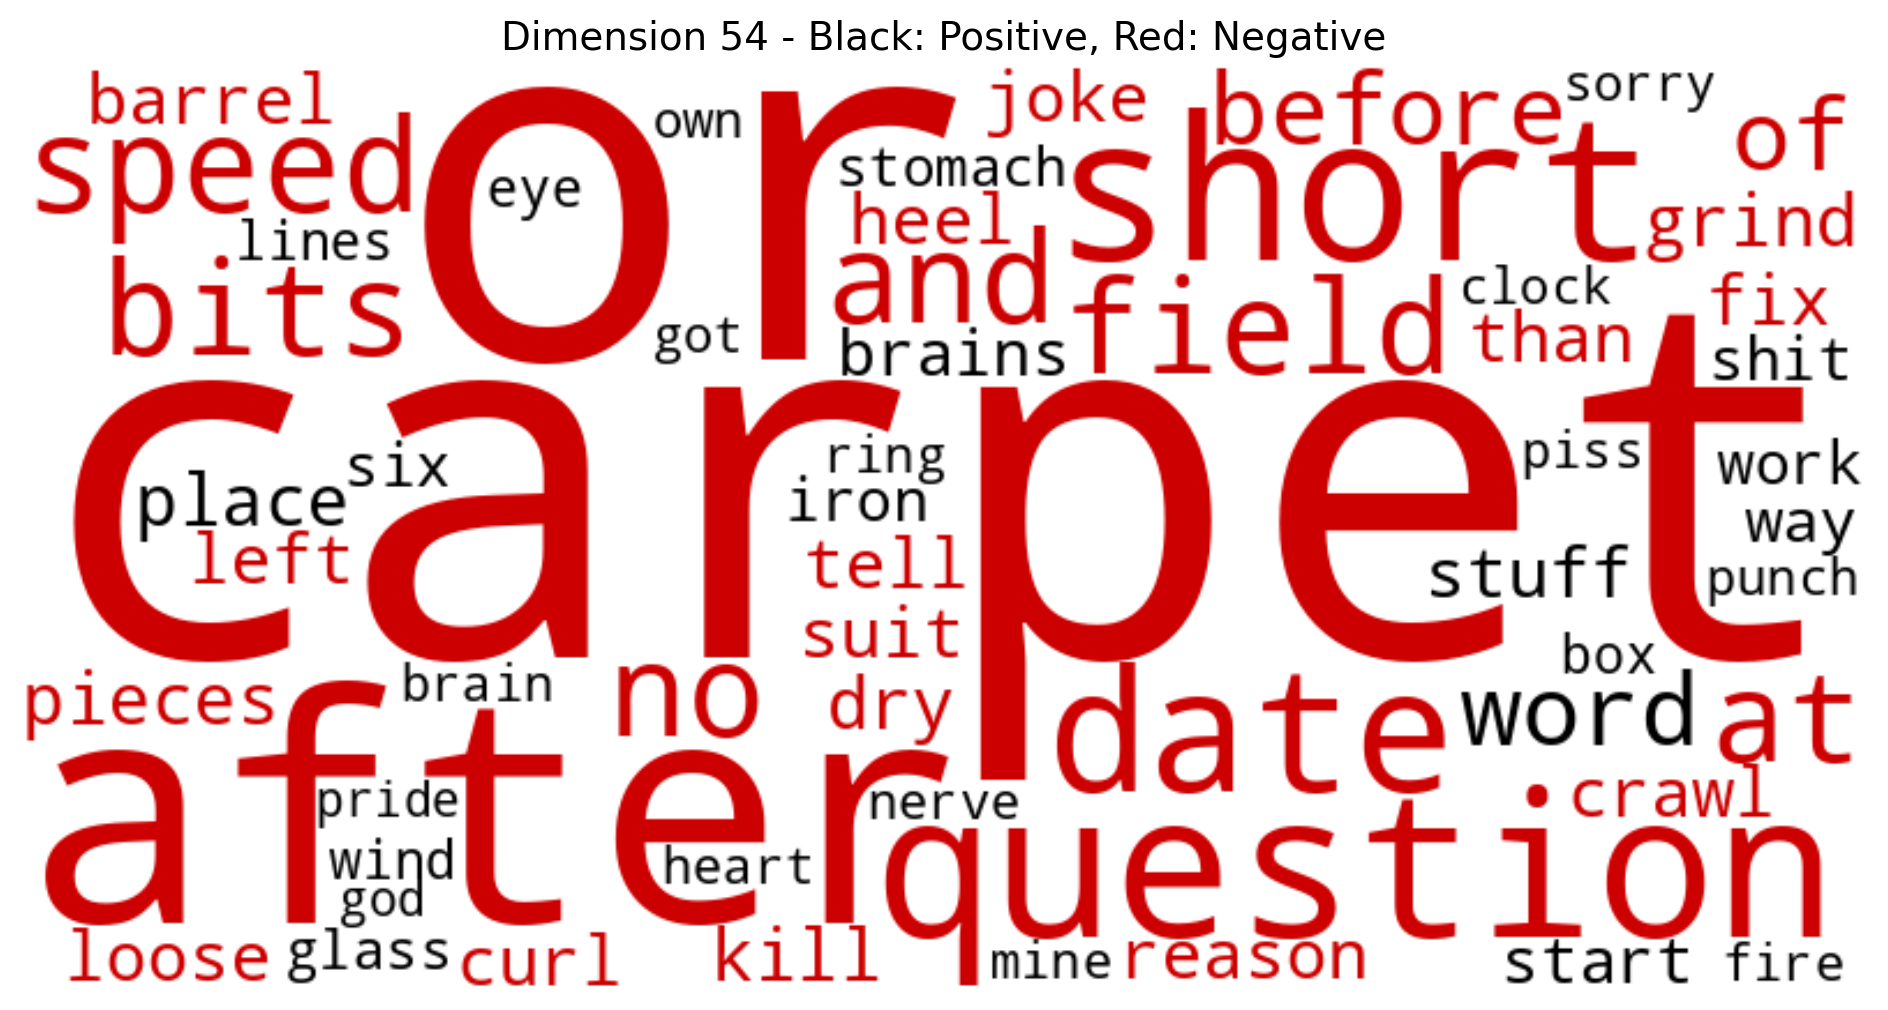 Dimension 54 - Black: Positive, Red: Negative
barrel
or
own
joke
before
sorry
speed
stomach
short
of
eye
lines
heel
grind
bits
and
field
clock
fix
got
brains
than
shit
carpet
six
ring
piss
work
place
iron
way
left
tell
stuff
punch
suit
box
pieces
brain
no
dry
date
word
at
after
pride
nerve
question
crawl
wind
heart
god
loose
glass
curl
kill
mine
reason
start
fire